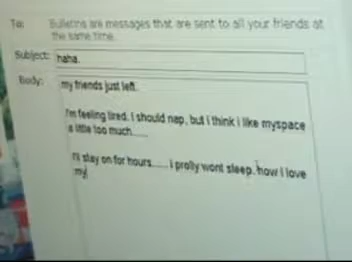 To: Bulletins are messages that are sent to all your friends at
the same time.
Subject: haha.
Body: my friends just left.
I'm feeling tired. I should nap, but i think i like myspace
a little too much.....
I'll stay on for hours..... i prolly wont sleep. how I love
my